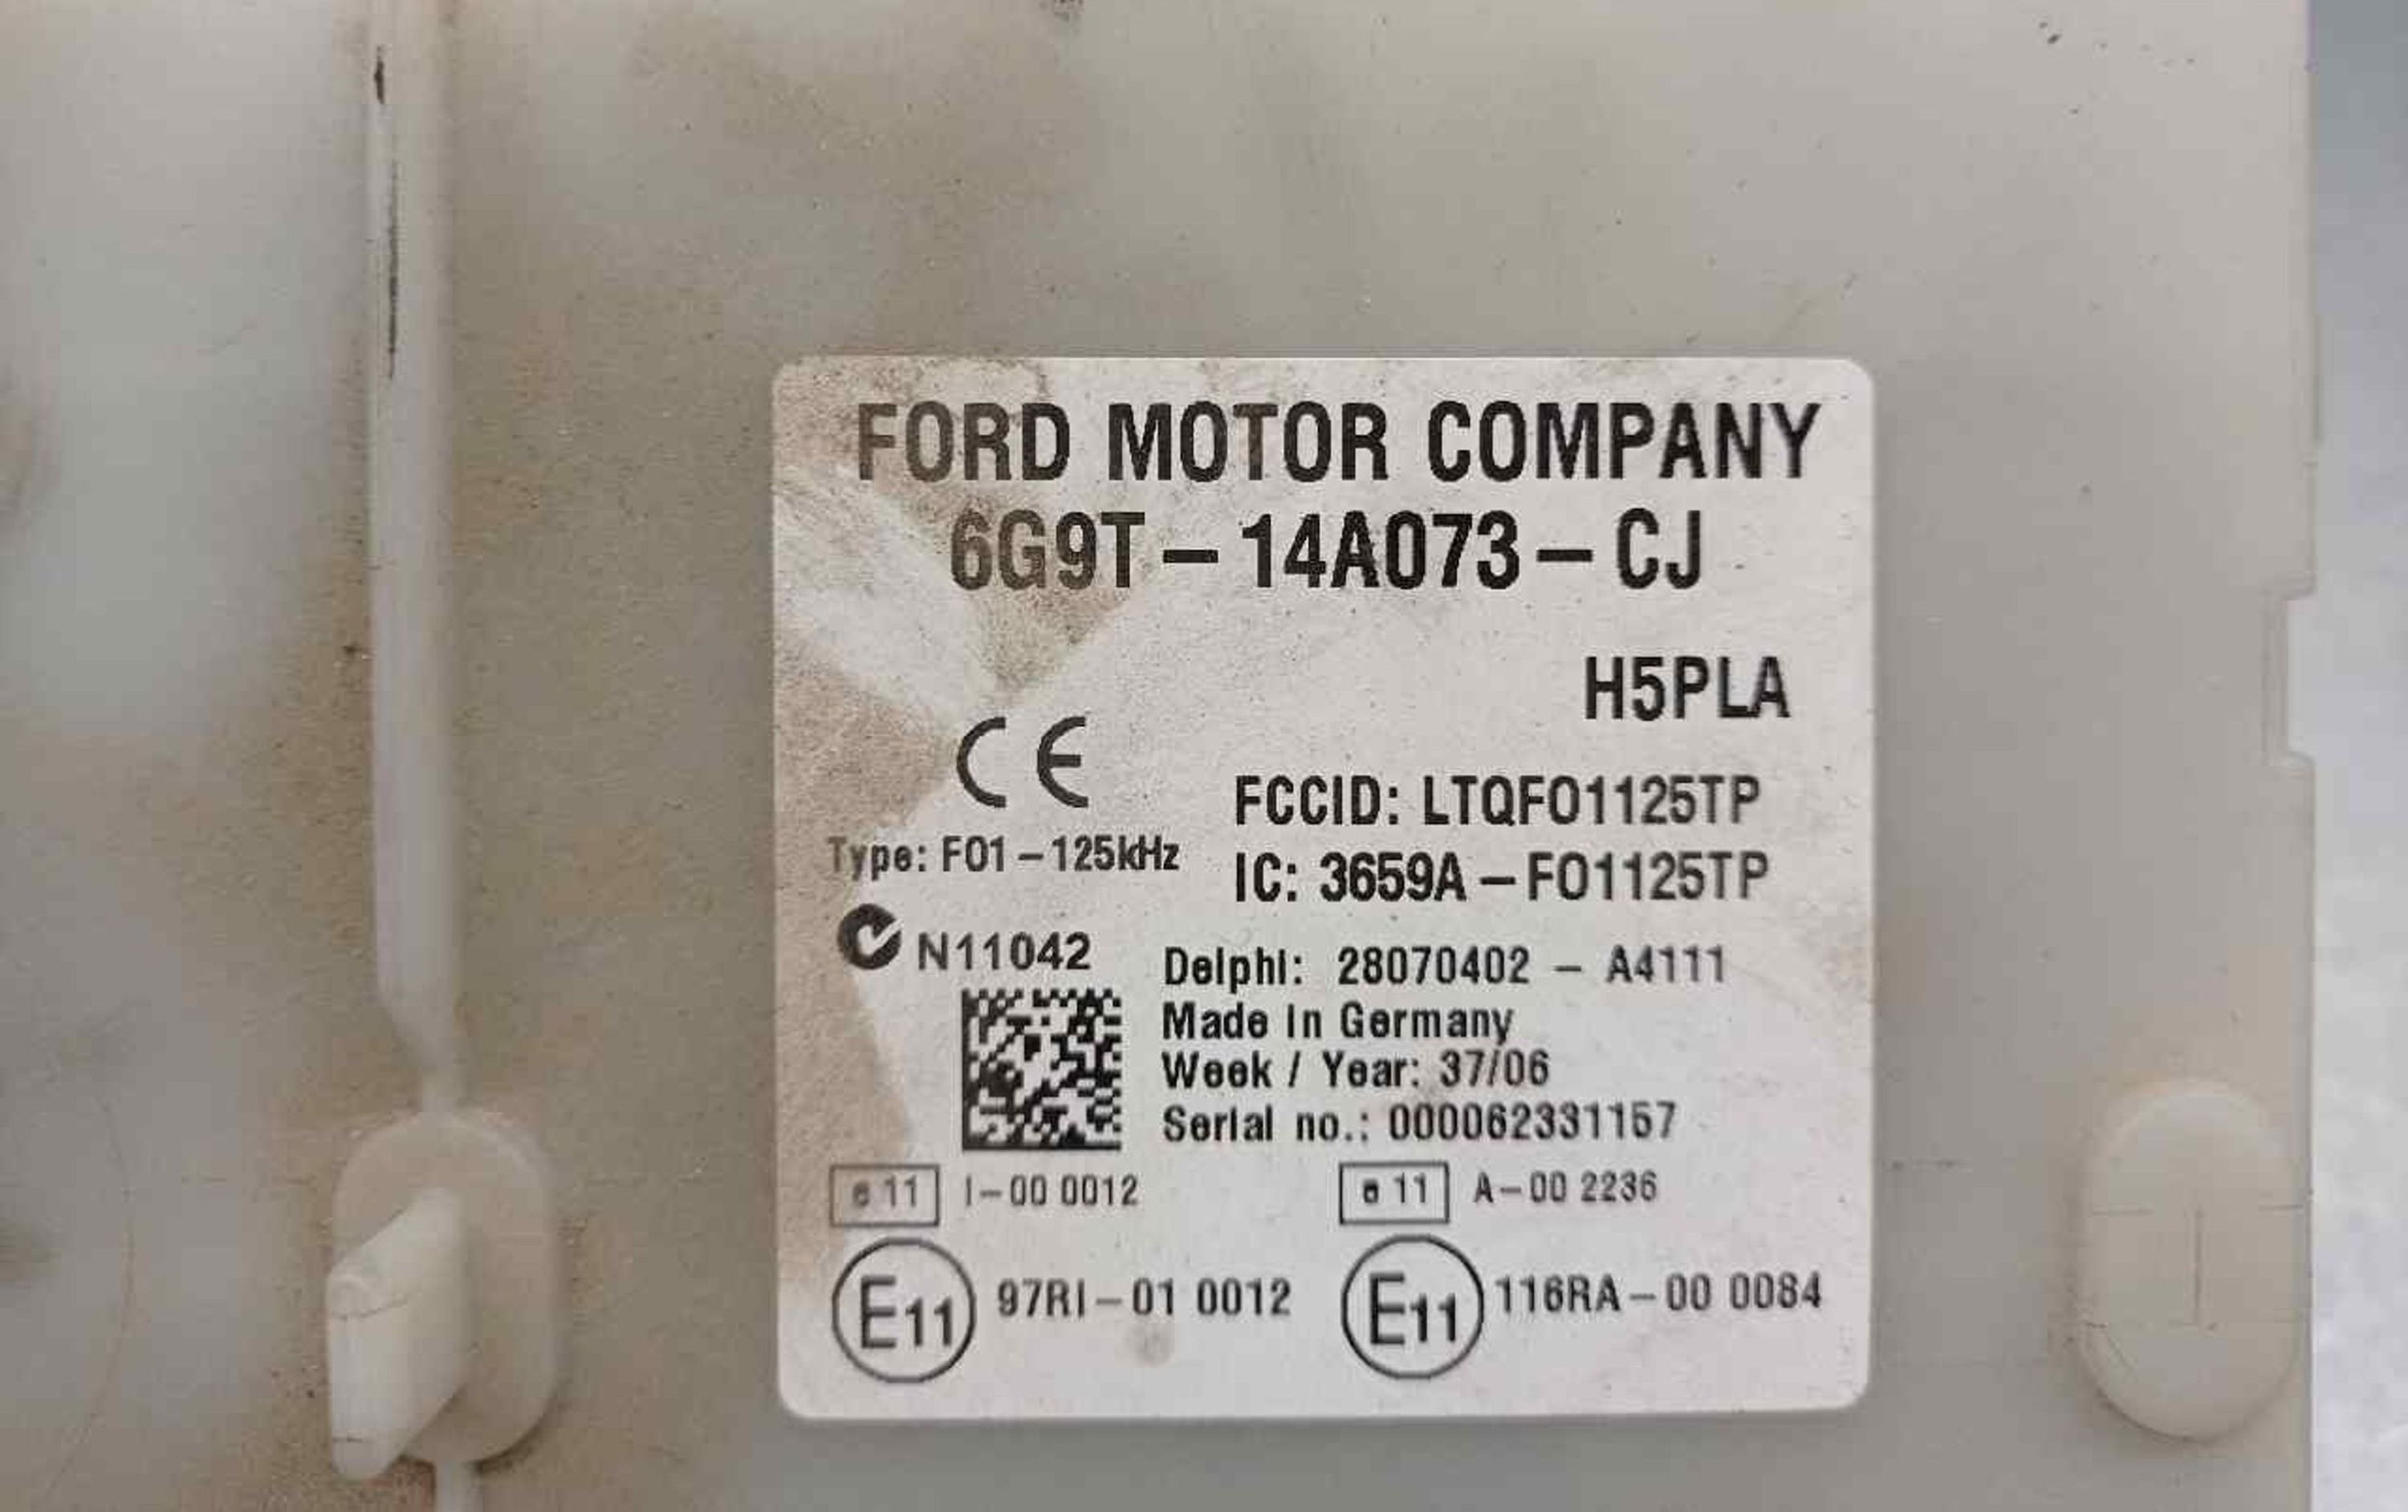 FORD MOTOR COMPANY
6G9T-14A073-CJ
H5PLA
CE
FCCID: LTQFO1125TP
Type: FO1-125kHz
IC: 3659A-FO1125TP
N11042
Delphi: 28070402 - A4111
Made In Germany
Week / Year: 37/06
Serial no.: 000062331157
e 11 I-00 0012
e 11 A-00 2236
E11 97RI-01 0012
E11 116RA-00 0084